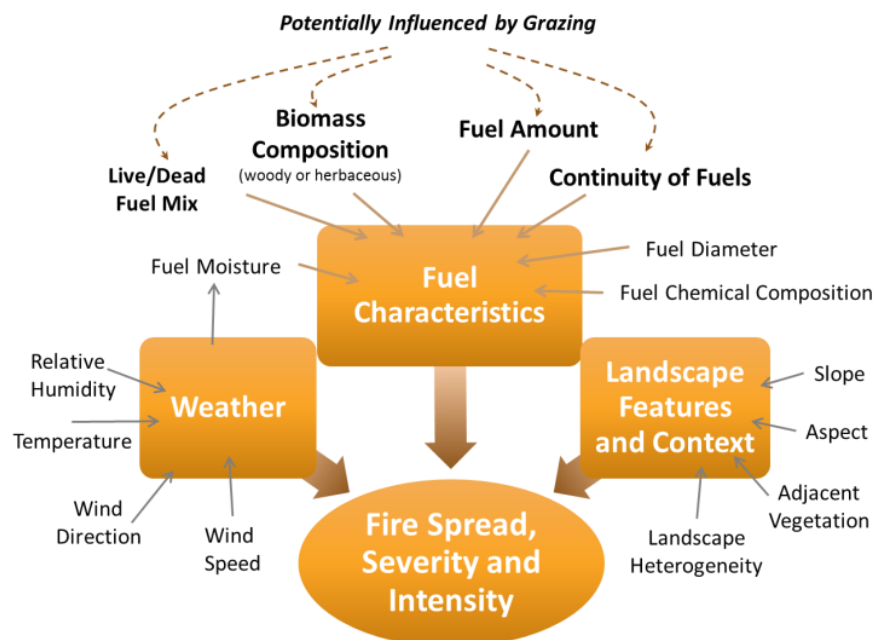 Potentially Influenced by Grazing
Biomass
Composition
(woody or herbaceous)
Fuel Amount
Live/Dead
Fuel Mix
Continuity of Fuels
Fuel Moisture
Fuel
Characteristics
Fuel Diameter
Fuel Chemical Composition
Relative
Humidity
Temperature
Weather
Wind
Direction
Wind
Speed
Landscape
Features
and Context
Slope
Aspect
Adjacent
Vegetation
Landscape
Heterogeneity
Fire Spread,
Severity and
Intensity